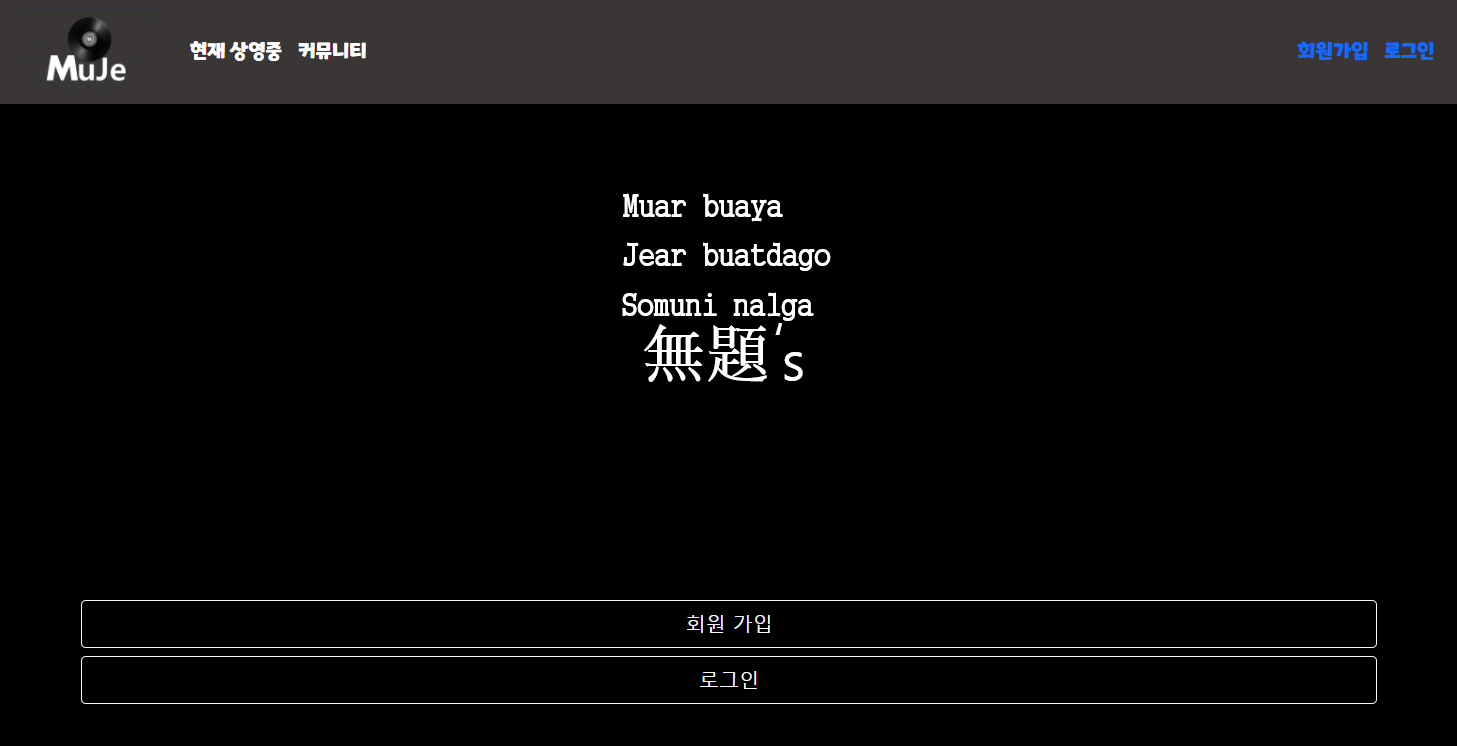 MuJe
현재 상영중 커뮤니티
회원가입 로그인
Muar buaya
Jear buatdago
Somuni nalga
無題's
회원 가입
로그인